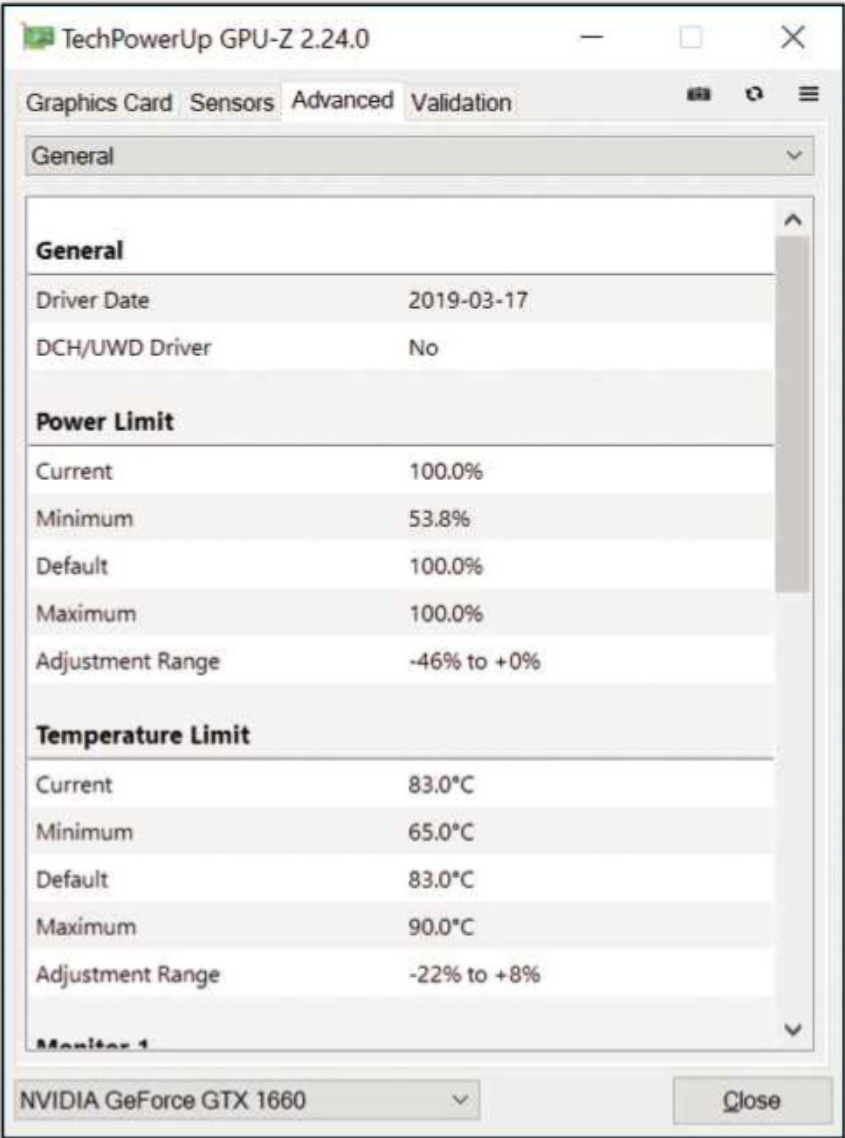 TechPowerUp GPU-Z 2.24.0
Graphics Card Sensors Advanced Validation
General
General
Driver Date 2019-03-17
DCH/UWD Driver No
Power Limit
Current 100.0%
Minimum 53.8%
Default 100.0%
Maximum 100.0%
Adjustment Range -46% to +0%
Temperature Limit
Current 83.0°C
Minimum 65.0°C
Default 83.0°C
Maximum 90.0°C
Adjustment Range -22% to +8%
Monitor 1
NVIDIA GeForce GTX 1660 Close